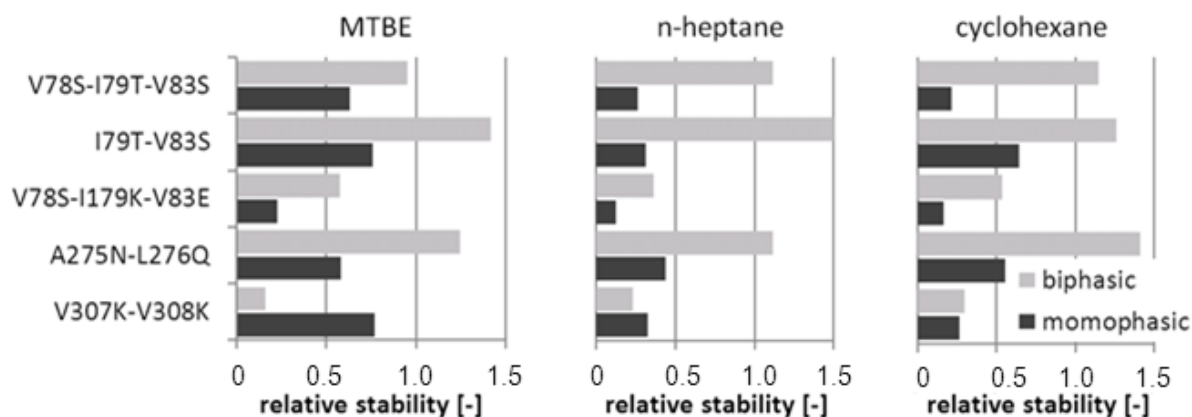 MTBE n-heptane cyclohexane
V78S-I79T-V83S
I79T-V83S
V78S-I179K-V83E
A275N-L276Q
V307K-V308K
biphasic
momophasic
0 0.5 1.0 1.5 0 0.5 1.0 1.5 0 0.5 1.0 1.5
relative stability [-] relative stability [-] relative stability [-]